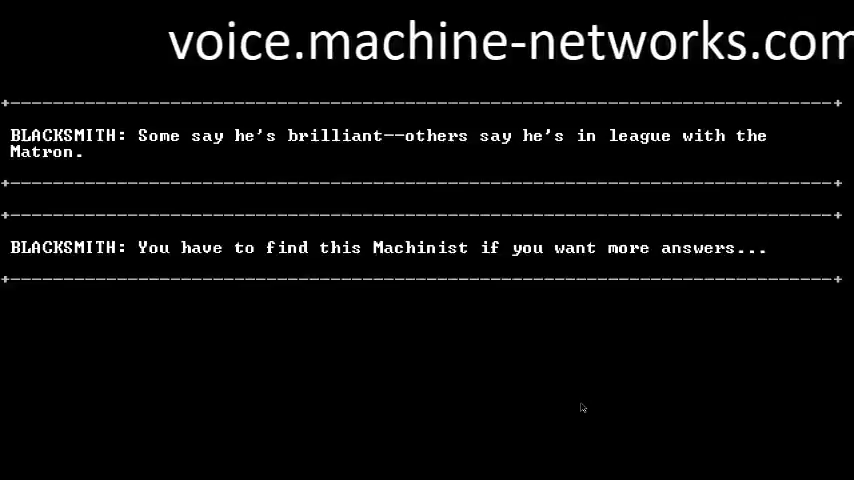 voice.machine-networks.com
BLACKSMITH: Some say he's brilliant--others say he's in league with the
Matron.
BLACKSMITH: You have to find this Machinist if you want more answers...